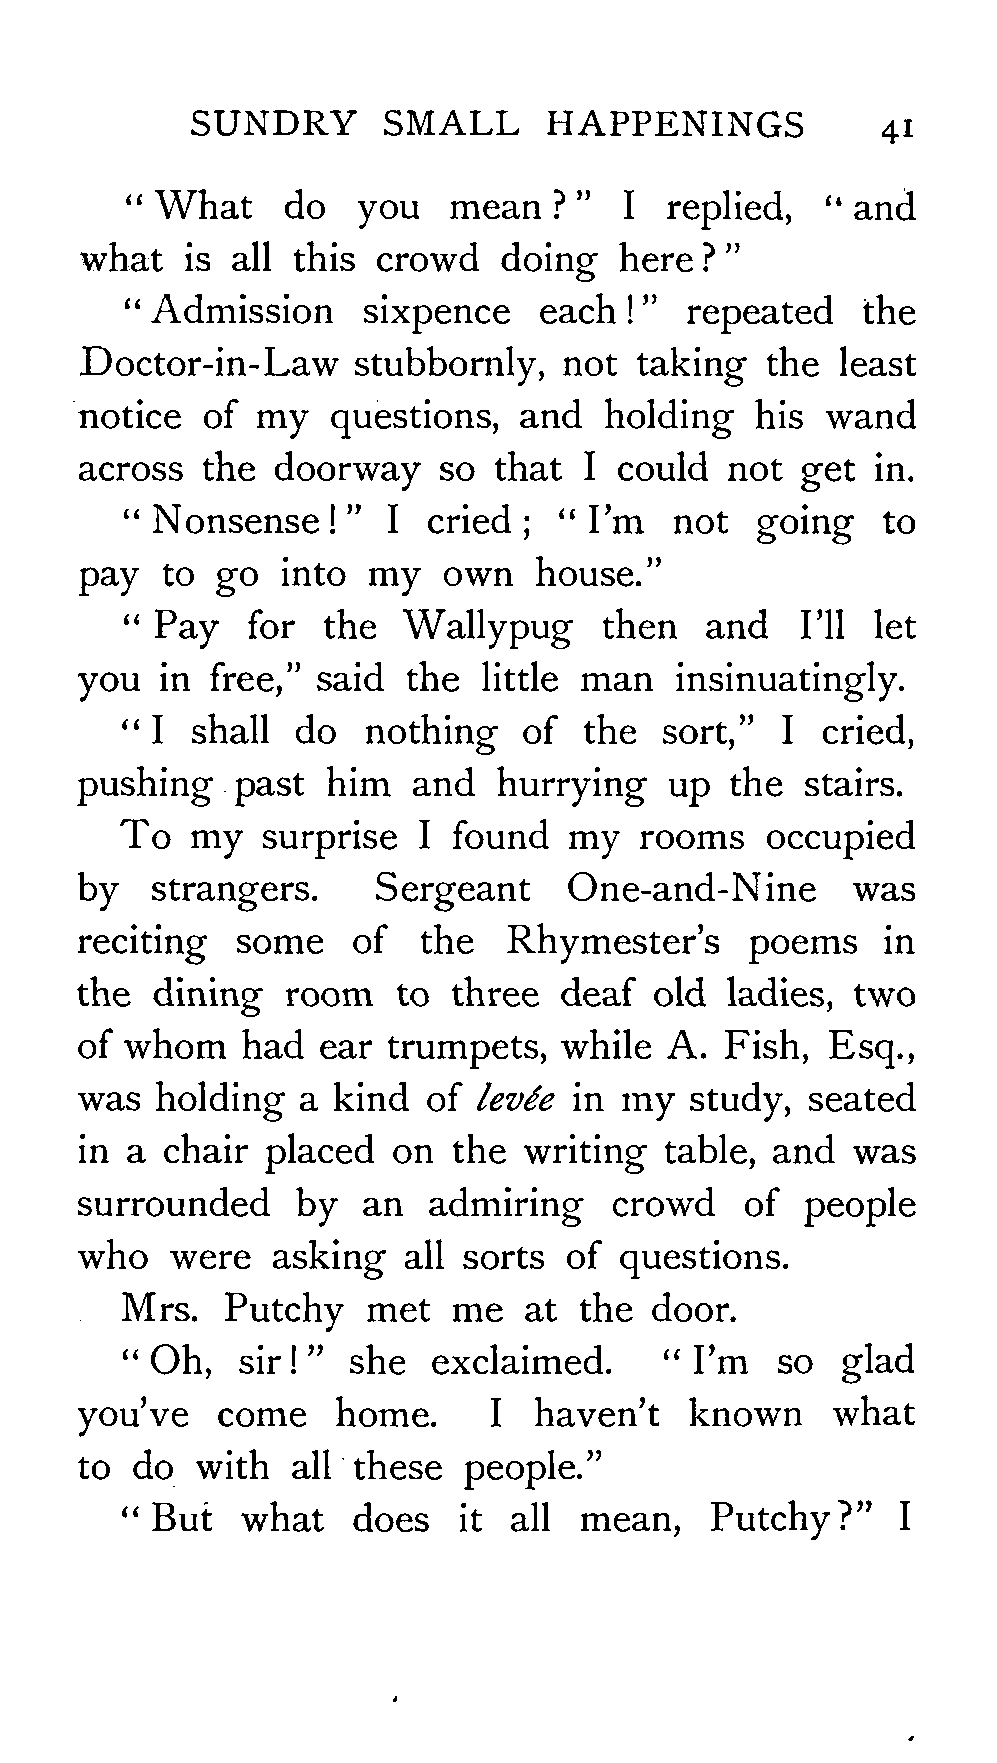 SUNDRY SMALL HAPPENINGS 41
“ What do you mean ? ” I replied, “ and
what is all this crowd doing here ? ”
“ Admission sixpence each ! ” repeated the
Doctor-in-Law stubbornly, not taking the least
notice of my questions, and holding his wand
across the doorway so that I could not get in.
“ Nonsense ! ” I cried ; “ I’m not going to
pay to go into my own house.”
“ Pay for the Wallypug then and I’ll let
you in free,” said the little man insinuatingly.
“ I shall do nothing of the sort,” I cried,
pushing past him and hurrying up the stairs.
To my surprise I found my rooms occupied
by strangers. Sergeant One-and-Nine was
reciting some of the Rhymester’s poems in
the dining room to three deaf old ladies, two
of whom had ear trumpets, while A. Fish, Esq.,
was holding a kind of levée in my study, seated
in a chair placed on the writing table, and was
surrounded by an admiring crowd of people
who were asking all sorts of questions.
Mrs. Putchy met me at the door.
“ Oh, sir ! ” she exclaimed. “ I’m so glad
you’ve come home. I haven’t known what
to do with all these people.”
“ But what does it all mean, Putchy ?” I